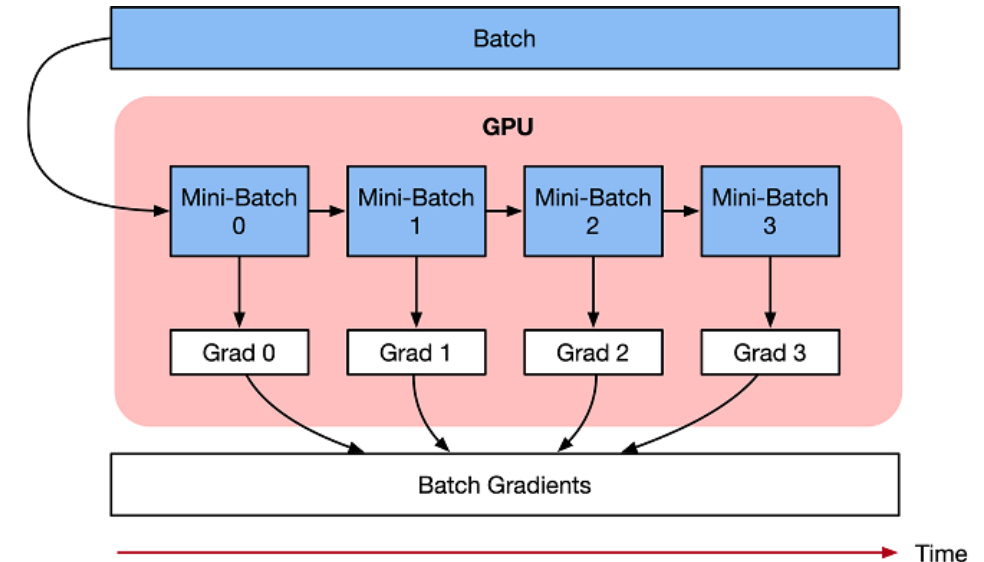 Batch
GPU
Mini-Batch
0
Mini-Batch
1
Mini-Batch
2
Mini-Batch
3
Grad 0
Grad 1
Grad 2
Grad 3
Batch Gradients
Time